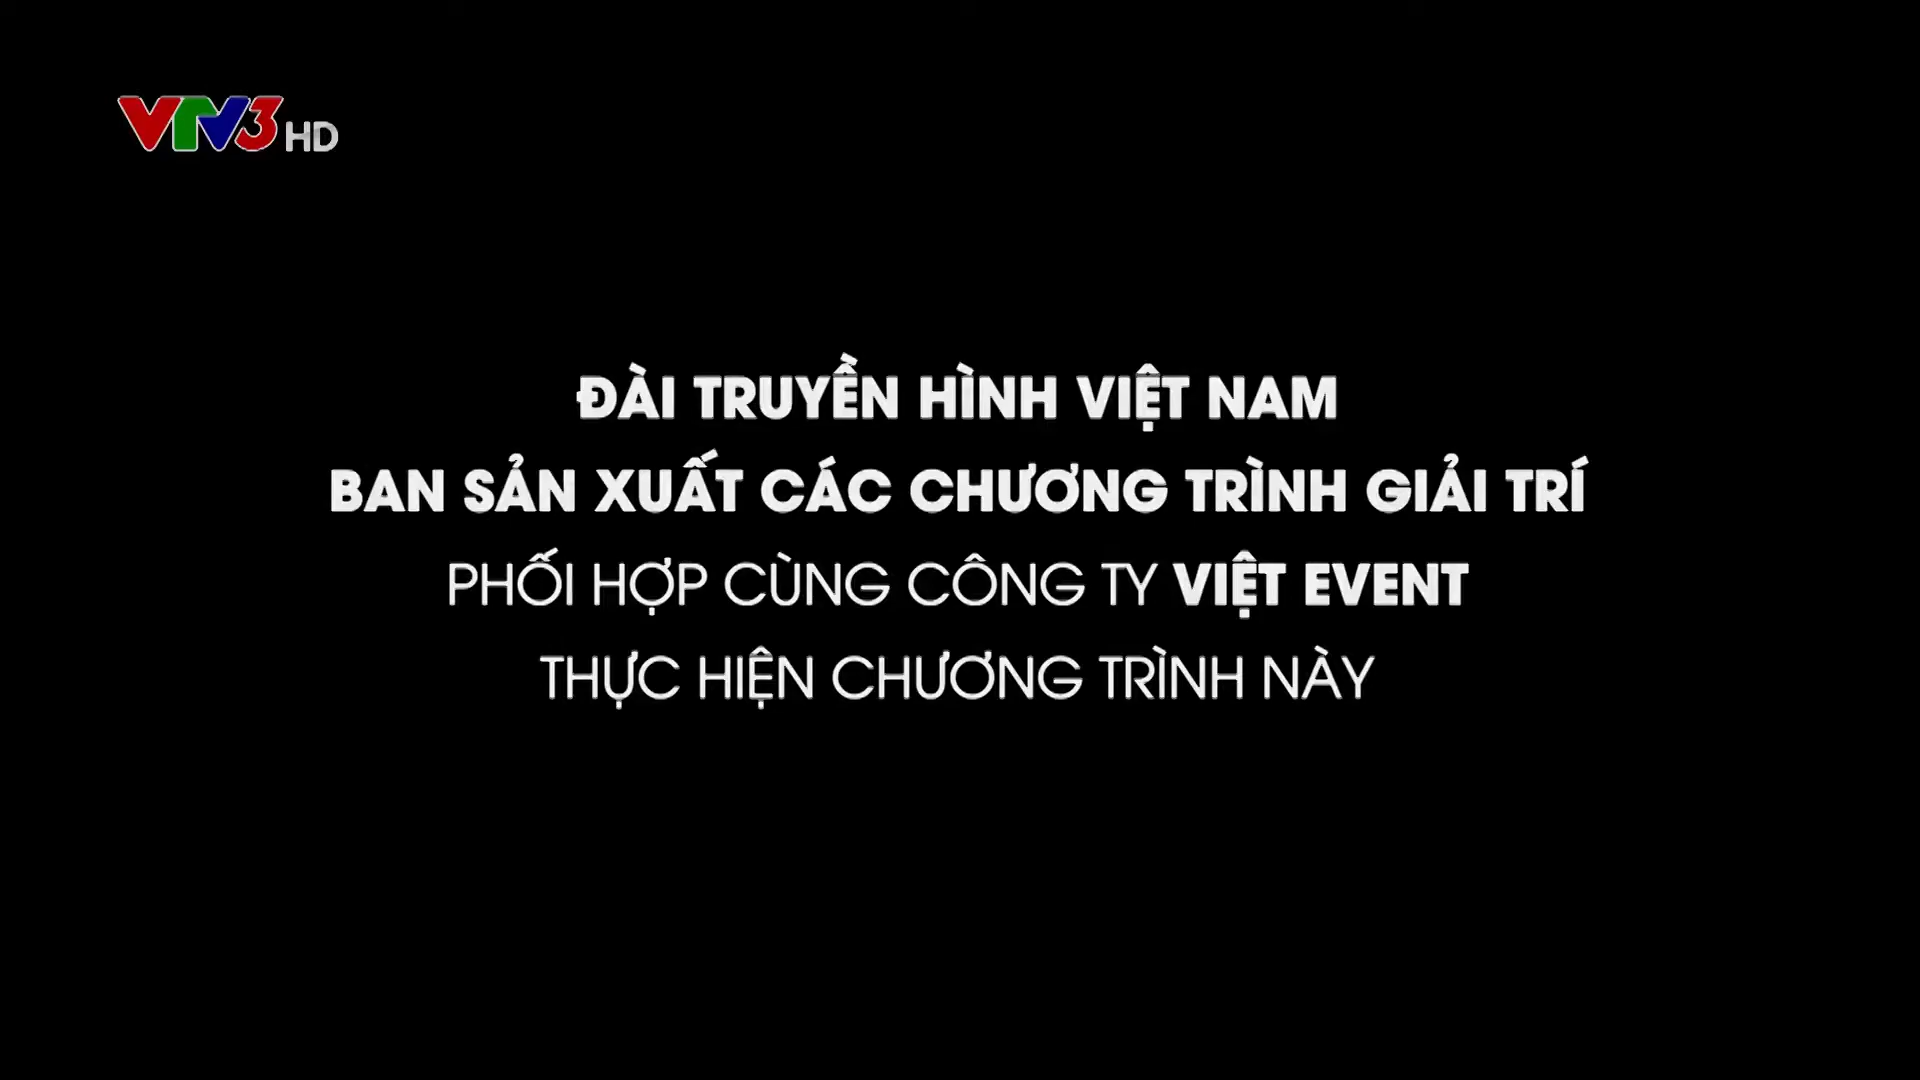 VTV3 HD
ĐÀI TRUYỀN HÌNH VIỆT NAM
BAN SẢN XUẤT CÁC CHƯƠNG TRÌNH GIẢI TRÍ
PHỐI HỢP CÙNG CÔNG TY VIỆT EVENT
THỰC HIỆN CHƯƠNG TRÌNH NÀY